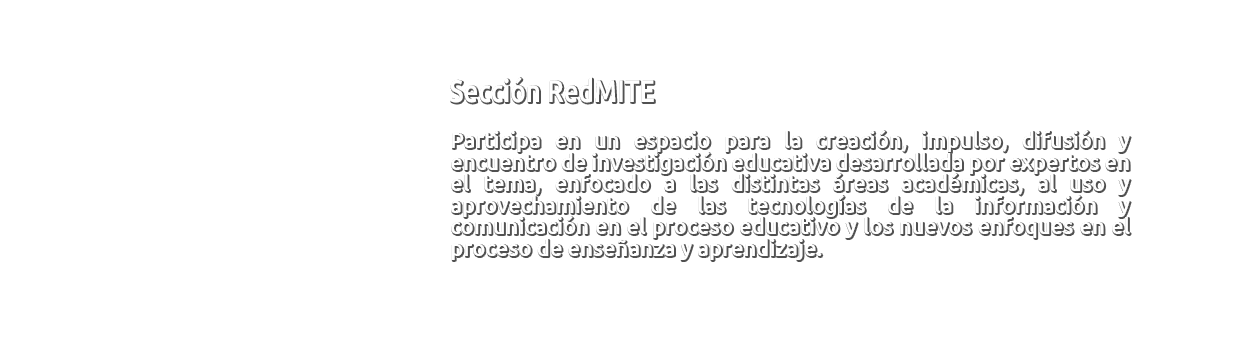 Sección RedMITE
Participa en un espacio para la creación, impulso, difusión y
encuentro de investigación educativa desarrollada por expertos en
el tema, enfocado a las distintas áreas académicas, al uso y
aprovechamiento de las tecnologías de la información y
comunicación en el proceso educativo y los nuevos enfoques en el
proceso de enseñanza y aprendizaje.